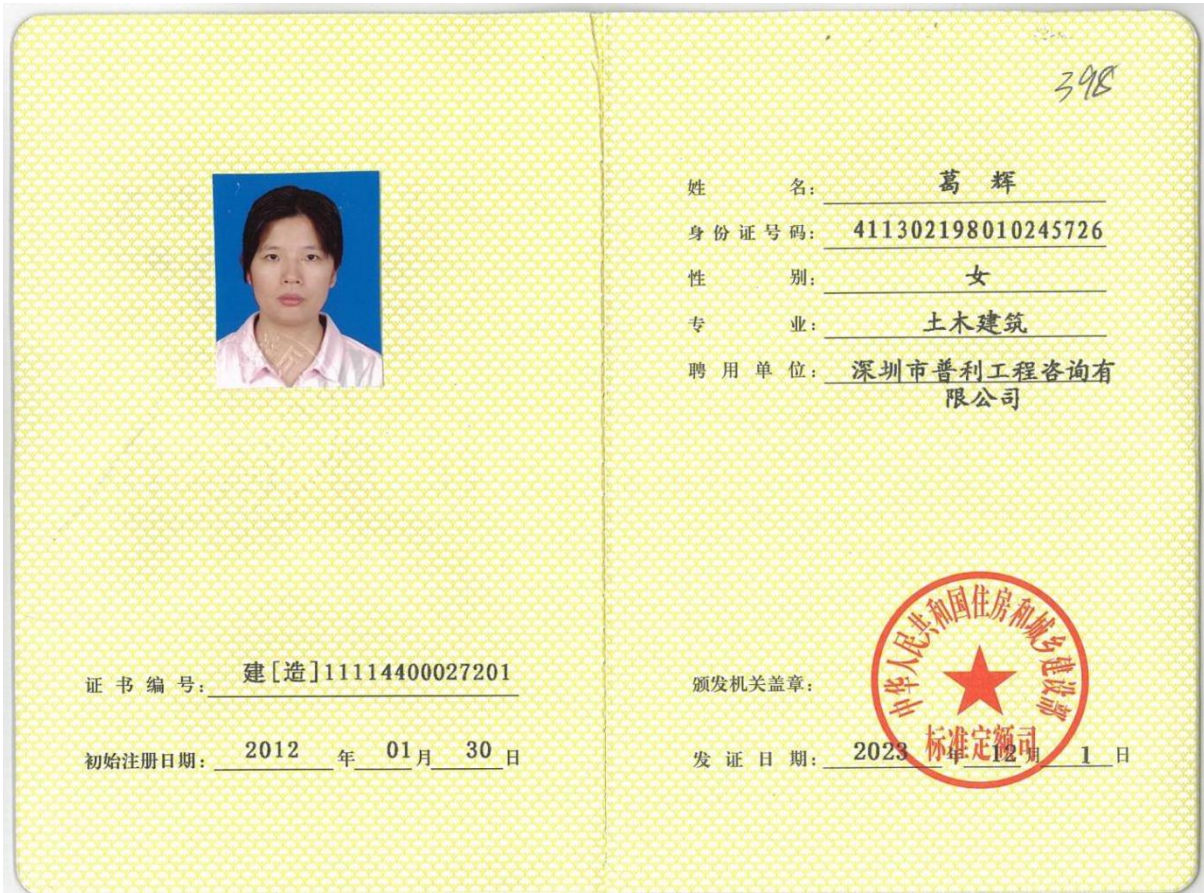 398
姓名: 葛辉
身份证号码: 411302198010245726
性别: 女
专业: 土木建筑
聘用单位: 深圳市普利工程咨询有
限公司
证书编号: 建[造]11114400027201
初始注册日期: 2012 年 01 月 30 日
颁发机关盖章:
中华人民共和国住房和城乡建设部
标准定额司
发证日期: 2023 年 12 月 1 日